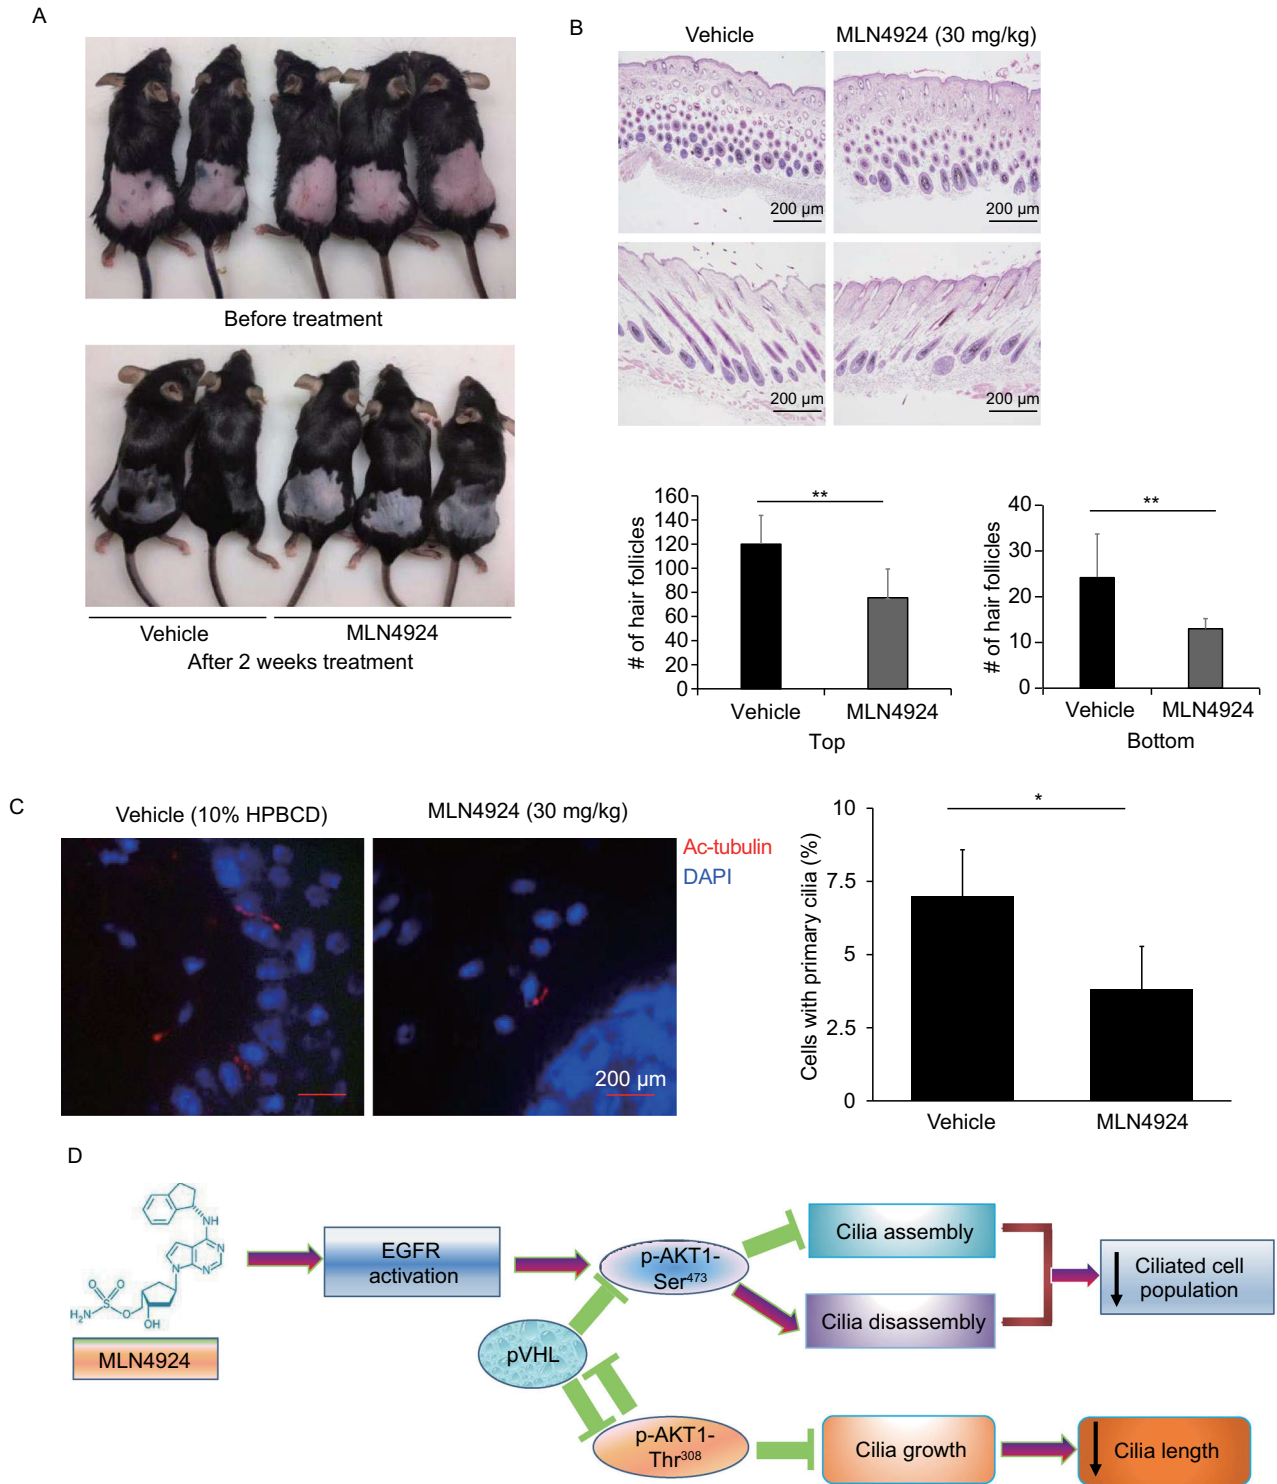 A
Before treatment
Vehicle
MLN4924
After 2 weeks treatment
B
Vehicle
MLN4924 (30 mg/kg)
200 µm
200 µm
200 µm
200 µm
# of hair follicles
160
140
120
100
80
60
40
20
0
**
Vehicle
MLN4924
Top
# of hair follicles
40
30
20
10
0
**
Vehicle
MLN4924
Bottom
C
Vehicle (10% HPBCD)
MLN4924 (30 mg/kg)
Ac-tubulin
DAPI
200 µm
Cells with primary cilia (%)
10
7.5
5
2.5
0
*
Vehicle
MLN4924
D
NH
N
N
N
O
O
S
H₂N
O
OH
MLN4924
EGFR
activation
pVHL
p-AKT1-
Ser⁴⁷³
p-AKT1-
Thr³⁰⁸
Cilia assembly
Cilia disassembly
Ciliated cell
population
Cilia growth
Cilia length